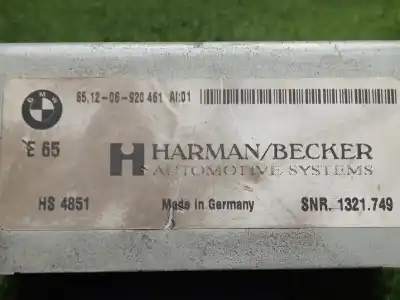 BMW
65.12-06-920 461 AI:01
E 65
HARMAN/BECKER
AUTOMOTIVE SYSTEMS
HS 4851
Made in Germany
SNR. 1321.749